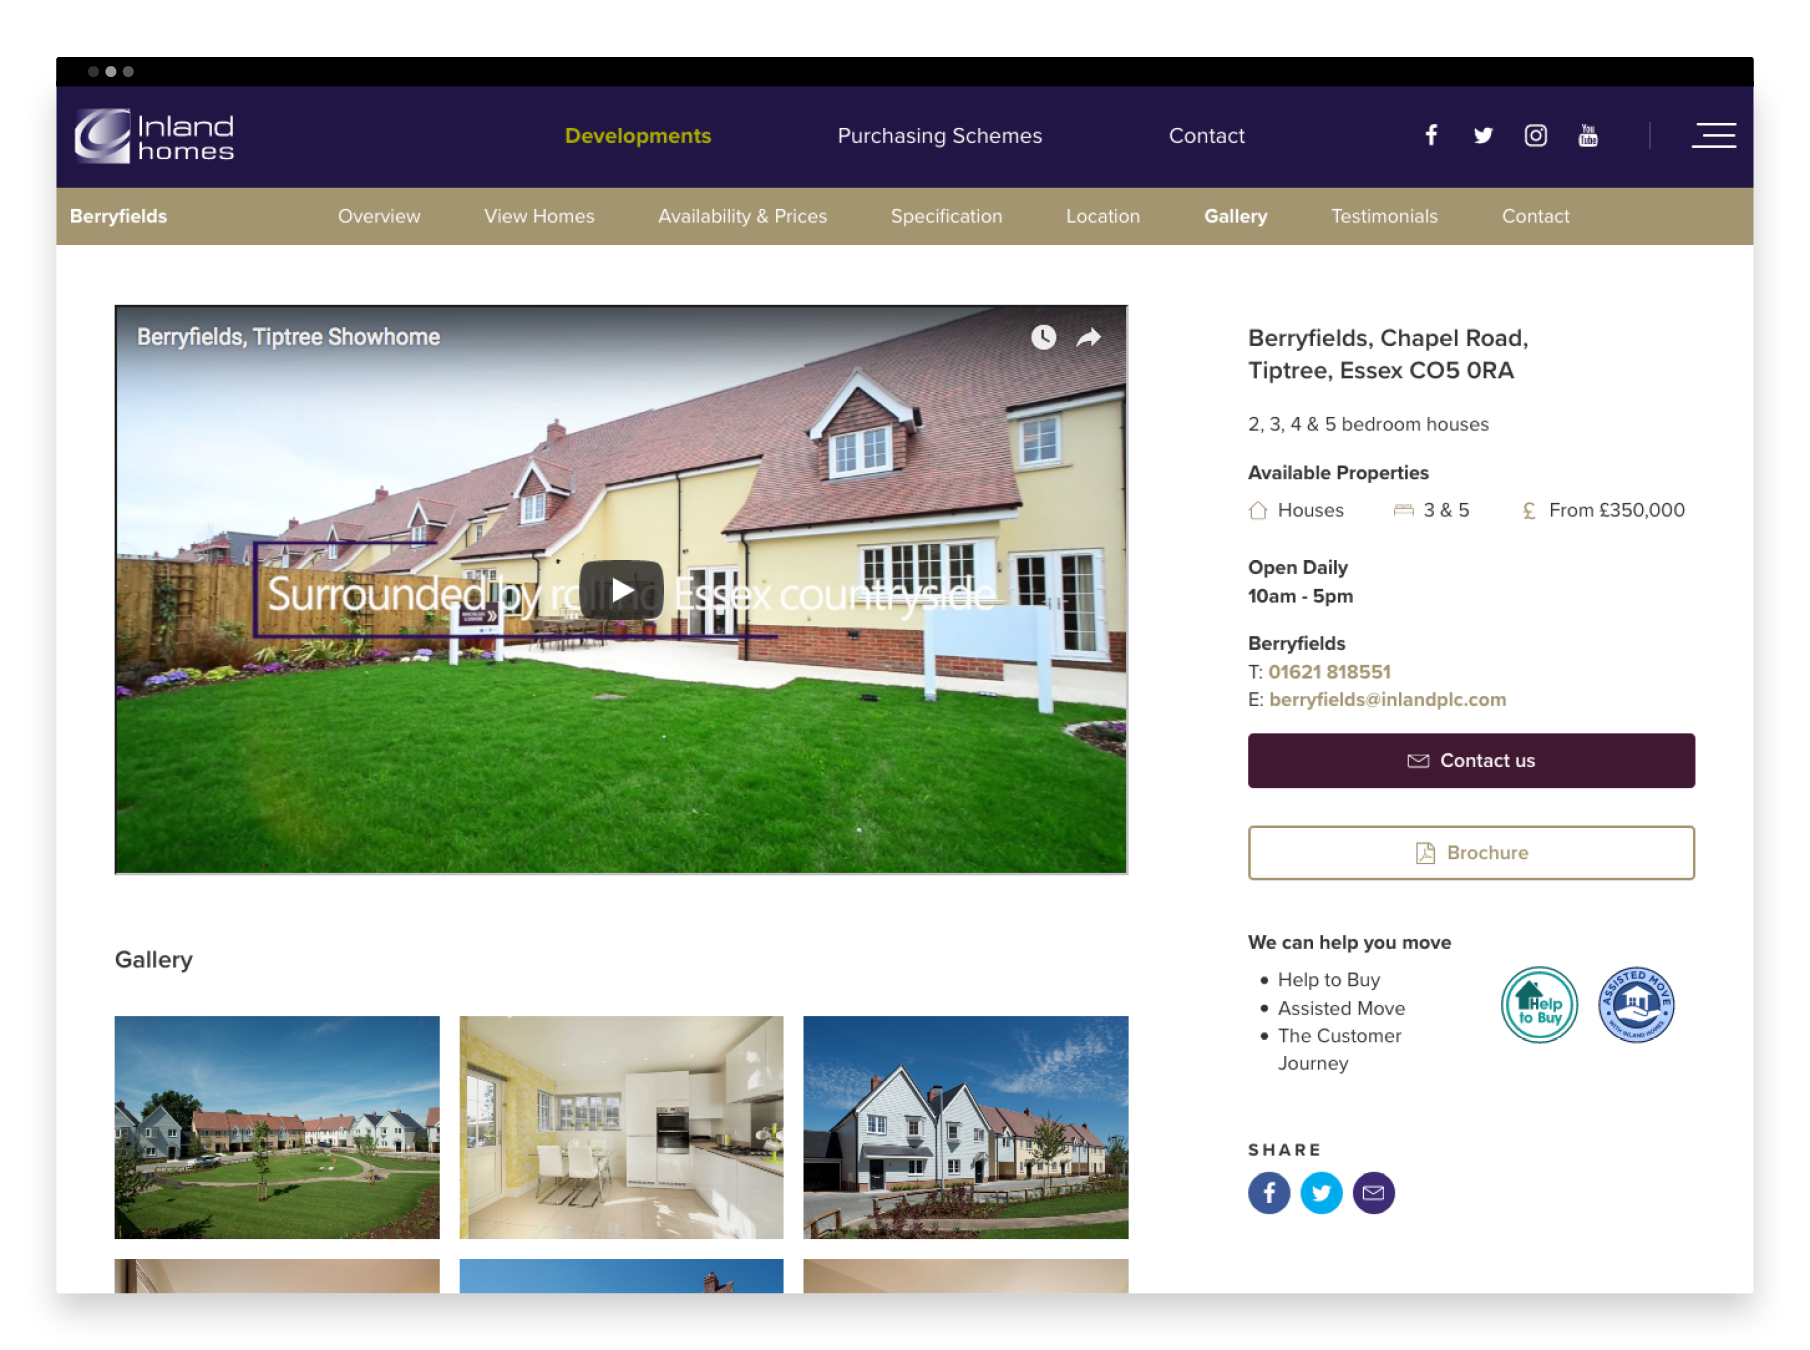 Inland
homes
Developments
Purchasing Schemes
Contact
You
Tube
Berryfields
Overview
View Homes
Availability & Prices
Specification
Location
Gallery
Testimonials
Contact
Berryfields, Tiptree Showhome
Surrounded by rolling Essex countryside
Berryfields, Chapel Road,
Tiptree, Essex CO5 0RA
2, 3, 4 & 5 bedroom houses
Available Properties
Houses
3 & 5
£ From £350,000
Open Daily
10am - 5pm
Berryfields
T: 01621 818551
E: berryfields@inlandplc.com
Contact us
Brochure
We can help you move
• Help to Buy
• Assisted Move
• The Customer
Journey
Help
to Buy
ASSISTED MOVE
WITH INLAND HOMES
SHARE
Gallery